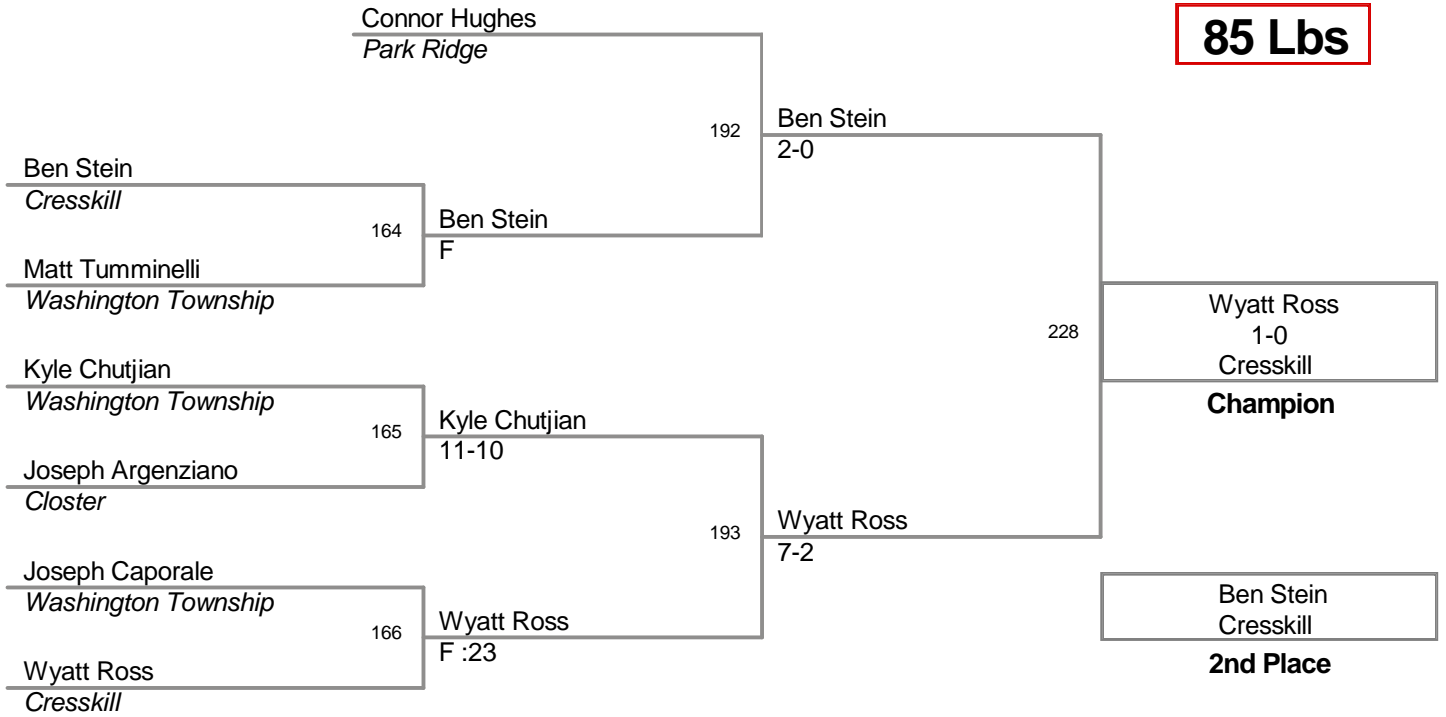 Connor Hughes
Park Ridge
85 Lbs
192
Ben Stein
2-0
Ben Stein
Cresskill
164
Ben Stein
F
Matt Tumminelli
Washington Township
228
Wyatt Ross
1-0
Cresskill
Champion
Kyle Chutjian
Washington Township
165
Kyle Chutjian
11-10
Joseph Argenziano
Closter
193
Wyatt Ross
7-2
Joseph Caporale
Washington Township
166
Wyatt Ross
F :23
Wyatt Ross
Cresskill
Ben Stein
Cresskill
2nd Place